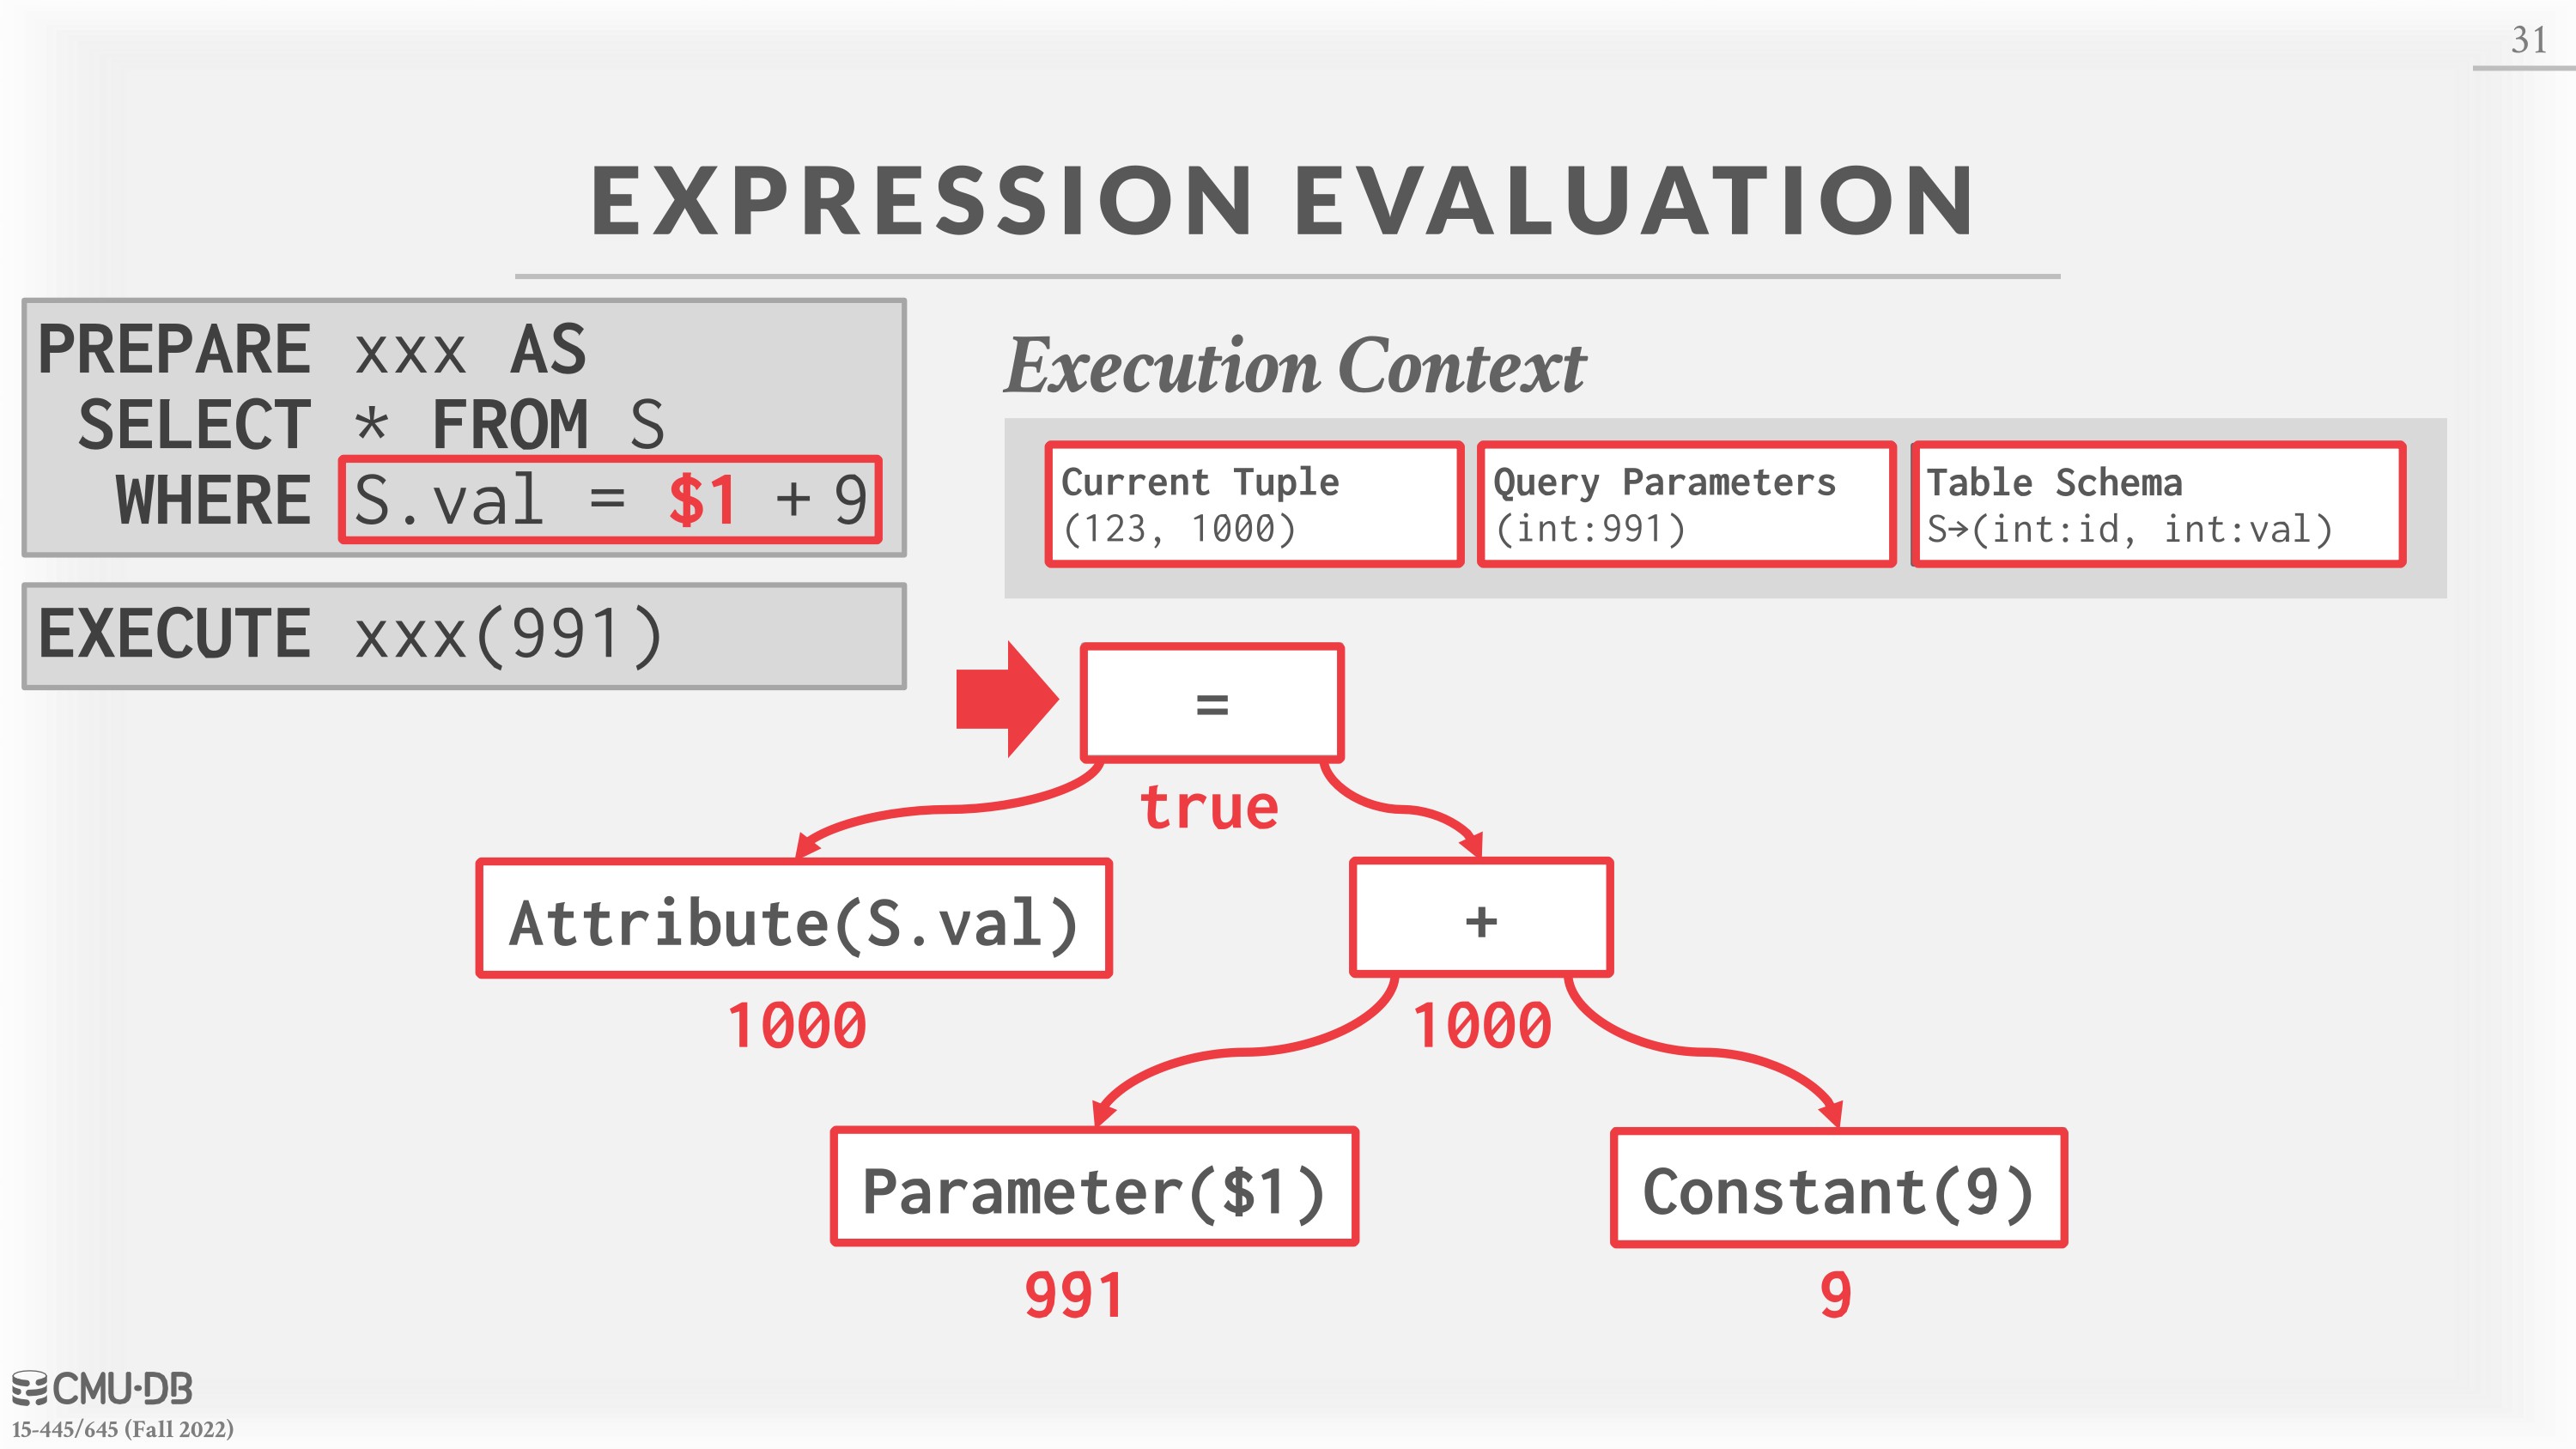 31
EXPRESSION EVALUATION
PREPARE xxx AS
SELECT * FROM S
WHERE S.val = $1 + 9
EXECUTE xxx(991)
Execution Context
Current Tuple
(123, 1000)
Query Parameters
(int:991)
Table Schema
S→(int:id, int:val)
=
true
Attribute(S.val)
1000
+
1000
Parameter($1)
991
Constant(9)
9
CMU·DB
15-445/645 (Fall 2022)